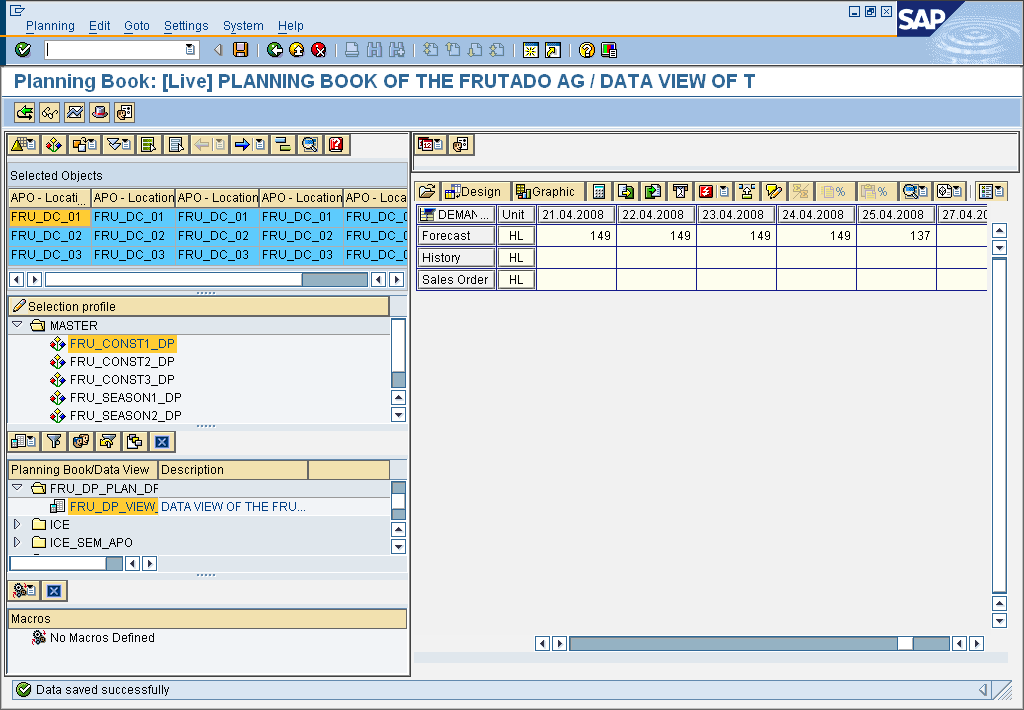 Planning Edit Goto Settings System Help
SAP
Planning Book: [Live] PLANNING BOOK OF THE FRUTADO AG / DATA VIEW OF T
Selected Objects
APO - Locati... APO - Location APO - Location APO - Location APO - Loca
FRU_DC_01 FRU_DC_01 FRU_DC_01 FRU_DC_01 FRU_DC_0
FRU_DC_02 FRU_DC_02 FRU_DC_02 FRU_DC_02 FRU_DC_0
FRU_DC_03 FRU_DC_03 FRU_DC_03 FRU_DC_03 FRU_DC_0
Selection profile
MASTER
FRU_CONST1_DP
FRU_CONST2_DP
FRU_CONST3_DP
FRU_SEASON1_DP
FRU_SEASON2_DP
Planning Book/Data View Description
FRU_DP_PLAN_DF
FRU_DP_VIEW_ DATA VIEW OF THE FRU...
ICE
ICE_SEM_APO
Macros
No Macros Defined
Design Graphic
DEMAN... Unit 21.04.2008 22.04.2008 23.04.2008 24.04.2008 25.04.2008 27.04.20
Forecast HL 149 149 149 149 137
History HL
Sales Order HL
Data saved successfully